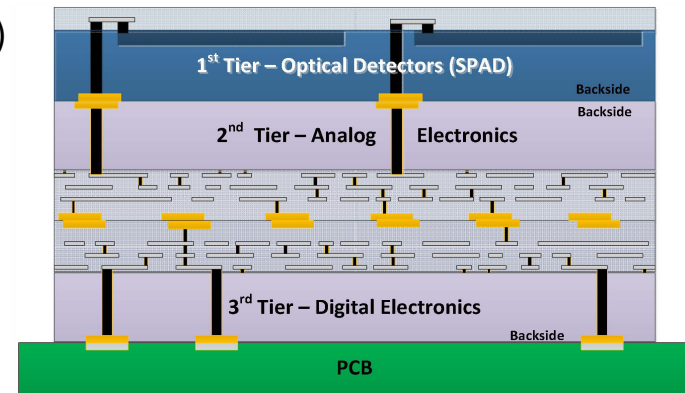 )
1st Tier – Optical Detectors (SPAD)
Backside
Backside
2nd Tier – Analog Electronics
3rd Tier – Digital Electronics
Backside
PCB